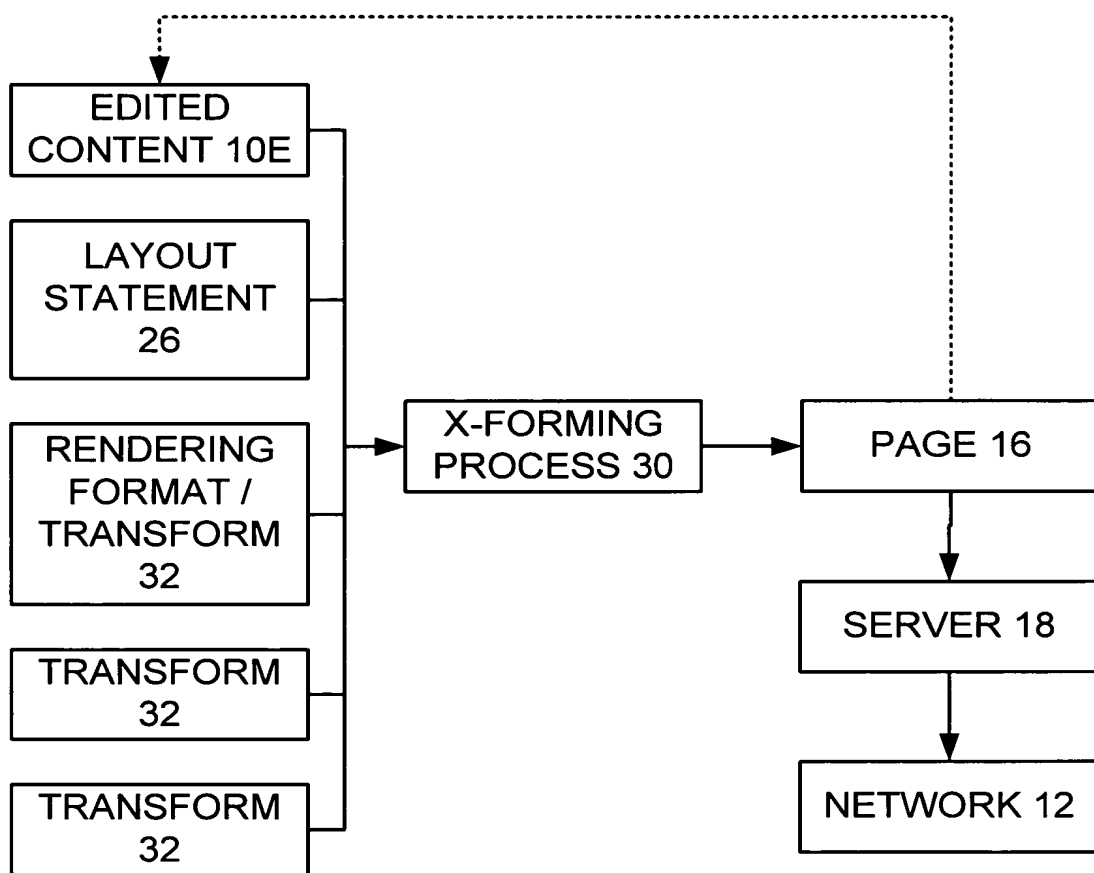 EDITED
CONTENT 10E
LAYOUT
STATEMENT
26
RENDERING
FORMAT /
TRANSFORM
32
TRANSFORM
32
TRANSFORM
32
X-FORMING
PROCESS 30
PAGE 16
SERVER 18
NETWORK 12